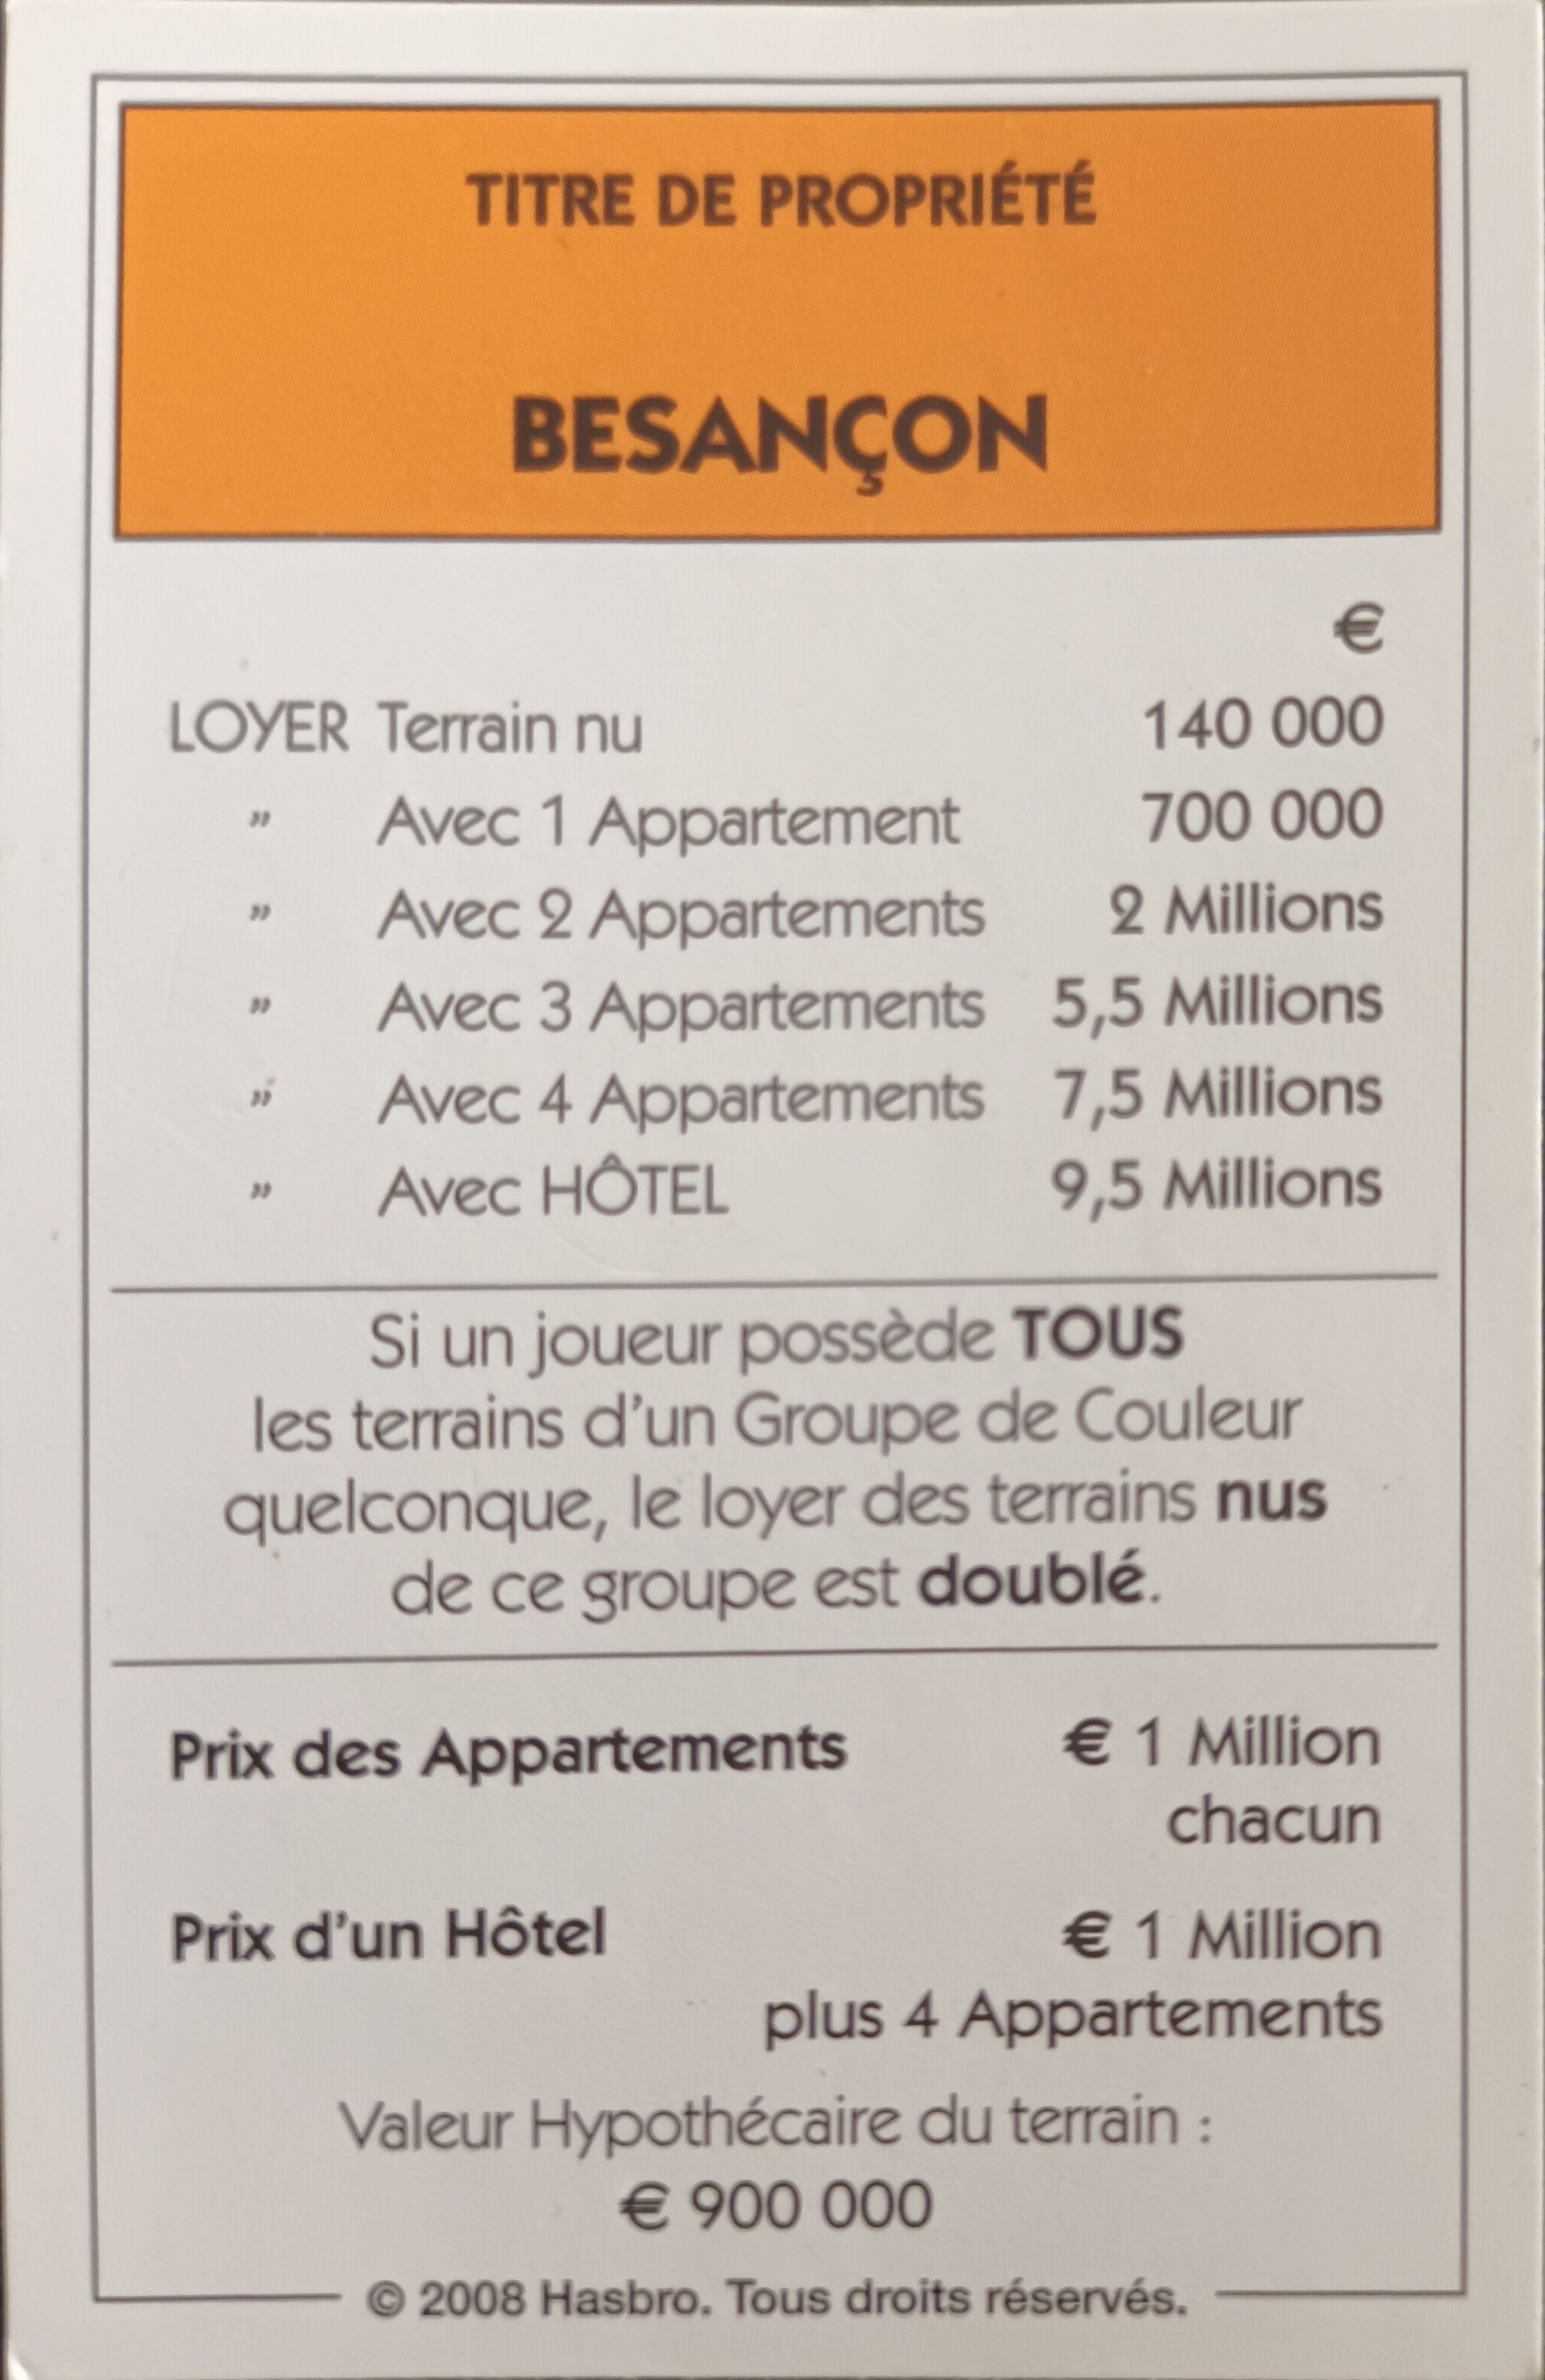 TITRE DE PROPRIÉTÉ
BESANÇON
€
LOYER Terrain nu 140 000
” Avec 1 Appartement 700 000
” Avec 2 Appartements 2 Millions
” Avec 3 Appartements 5,5 Millions
” Avec 4 Appartements 7,5 Millions
” Avec HÔTEL 9,5 Millions
Si un joueur possède TOUS
les terrains d’un Groupe de Couleur
quelconque, le loyer des terrains nus
de ce groupe est doublé.
Prix des Appartements € 1 Million
chacun
Prix d’un Hôtel € 1 Million
plus 4 Appartements
Valeur Hypothécaire du terrain :
€ 900 000
© 2008 Hasbro. Tous droits réservés.